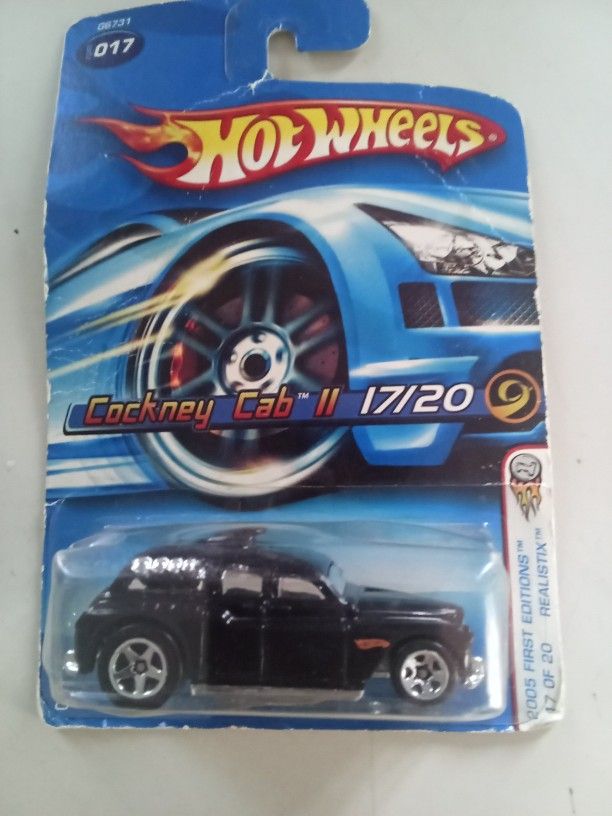 G6731
017
HOT WHEELS®
Cockney Cab™ II 17/20
2005 FIRST EDITIONS™
17 OF 20 REALISTIX™